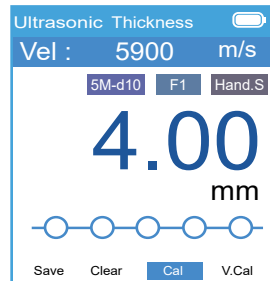 Ultrasonic Thickness
Vel : 5900 m/s
5M-d10 F1 Hand.S
4.00
mm
Save Clear Cal V.Cal